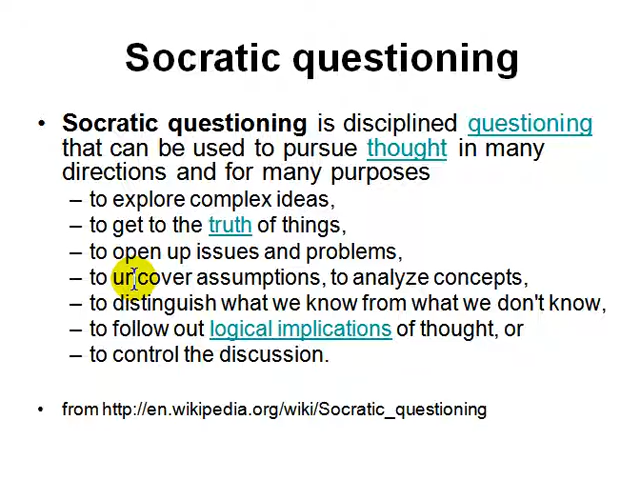 Socratic questioning
• Socratic questioning is disciplined questioning
that can be used to pursue thought in many
directions and for many purposes
– to explore complex ideas,
– to get to the truth of things,
– to open up issues and problems,
– to uncover assumptions, to analyze concepts,
– to distinguish what we know from what we don't know,
– to follow out logical implications of thought, or
– to control the discussion.
• from http://en.wikipedia.org/wiki/Socratic_questioning